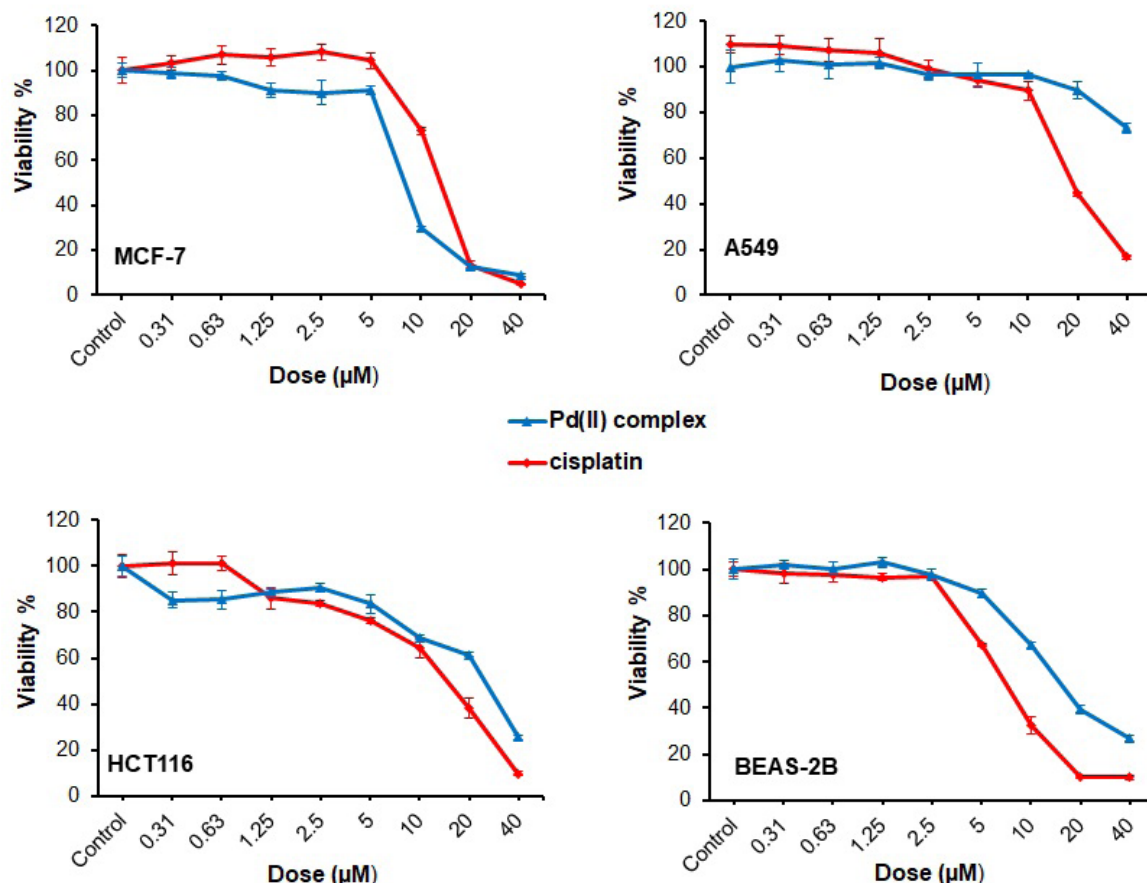 120
100
80
60
40
20
0
Viability %
MCF-7
Control 0.31 0.63 1.25 2.5 5 10 20 40
Dose (µM)
120
100
80
60
40
20
0
Viability %
A549
Control 0.31 0.63 1.25 2.5 5 10 20 40
Dose (µM)
Pd(II) complex
cisplatin
120
100
80
60
40
20
0
Viability %
HCT116
Control 0.31 0.63 1.25 2.5 5 10 20 40
Dose (µM)
120
100
80
60
40
20
0
Viability %
BEAS-2B
Control 0.31 0.63 1.25 2.5 5 10 20 40
Dose (µM)